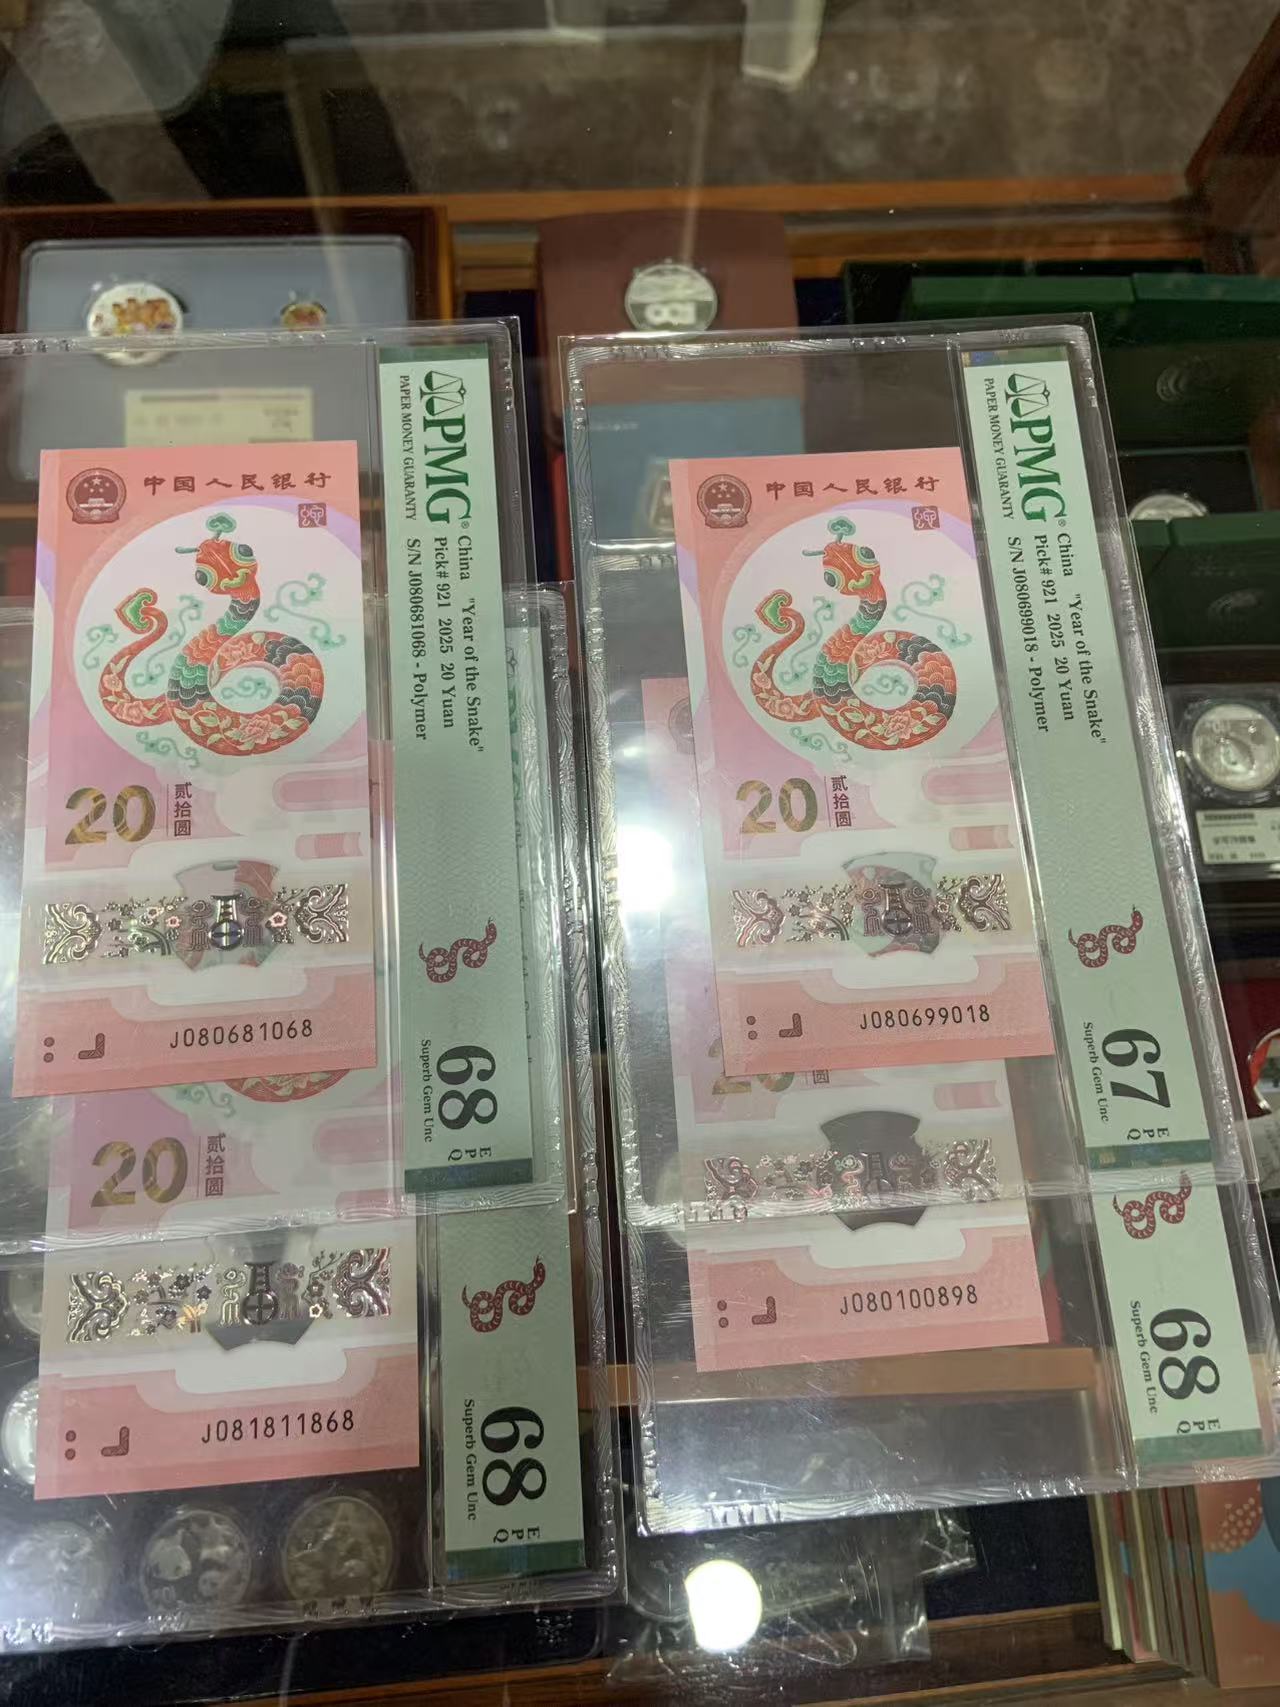 中国人民银行
20
贰拾圆
J080681068
PMG®
PAPER MONEY GUARANTY
China "Year of the Snake"
Pick# 921 2025 20 Yuan
S/N J080681068 - Polymer
68 EPQ
Superb Gem Unc
20
贰拾圆
J081811868
68 EPQ
Superb Gem Unc
中国人民银行
20
贰拾圆
J080699018
PMG®
PAPER MONEY GUARANTY
China "Year of the Snake"
Pick# 921 2025 20 Yuan
S/N J080699018 - Polymer
67 EPQ
Superb Gem Unc
20
圆
J080100898
68 EPQ
Superb Gem Unc